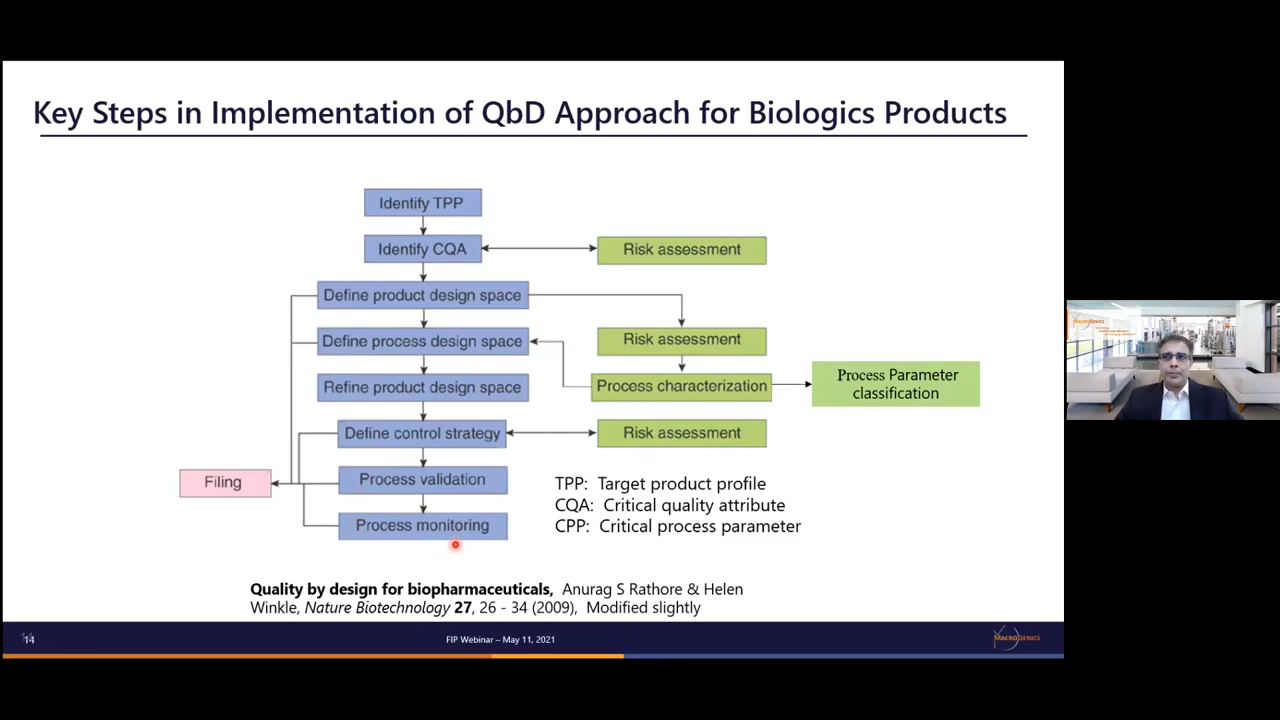 Key Steps in Implementation of QbD Approach for Biologics Products
Identify TPP
Identify CQA
Risk assessment
Define product design space
Define process design space
Risk assessment
Refine product design space
Process characterization
Process Parameter
classification
Define control strategy
Risk assessment
Filing
Process validation
Process monitoring
TPP: Target product profile
CQA: Critical quality attribute
CPP: Critical process parameter
Quality by design for biopharmaceuticals, Anurag S Rathore & Helen
Winkle, Nature Biotechnology 27, 26 - 34 (2009), Modified slightly
14
FIP Webinar – May 11, 2021
MACROGENICS
MACROGENICS